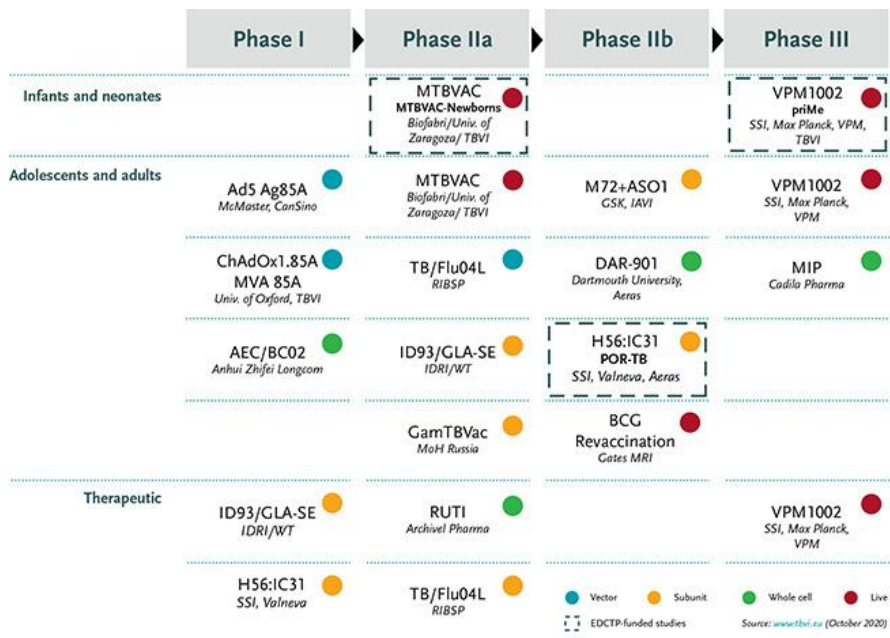 Phase I
Phase IIa
Phase IIb
Phase III
Infants and neonates
MTBVAC
MTBVAC-Newborns
Biofabri/Univ. of
Zaragoza/ TBVI
VPM1002
priMe
SSI, Max Planck, VPM,
TBVI
Adolescents and adults
Ad5 Ag85A
McMaster, CanSino
MTBVAC
Biofabri/Univ. of
Zaragoza/ TBVI
M72+ASO1
GSK, IAVI
VPM1002
SSI, Max Planck,
VPM
ChAdOx1.85A
MVA 85A
Univ. of Oxford, TBVI
TB/Flu04L
RIBSP
DAR-901
Dartmouth University,
Aeras
MIP
Cadila Pharma
AEC/BC02
Anhui Zhifei Longcom
ID93/GLA-SE
IDRI/WT
H56:IC31
POR-TB
SSI, Valneva, Aeras
GamTBVac
MoH Russia
BCG
Revaccination
Gates MRI
Therapeutic
ID93/GLA-SE
IDRI/WT
RUTI
Archivel Pharma
VPM1002
SSI, Max Planck,
VPM
H56:IC31
SSI, Valneva
TB/Flu04L
RIBSP
Vector
Subunit
Whole cell
Live
EDCTP-funded studies
Source: www.tbvi.eu (October 2020)